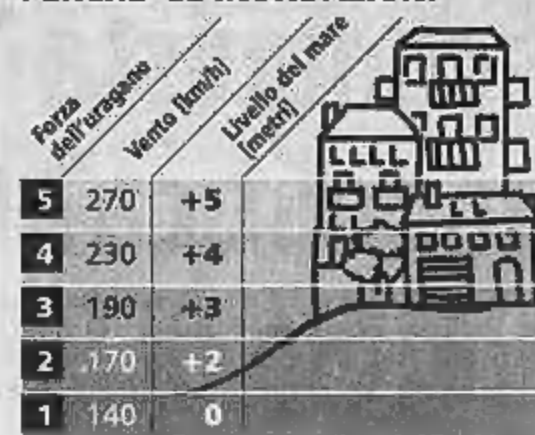 Forza
dell'uragano
Vento [km/h]
Livello del mare
[metri]
5 270 +5
4 230 +4
3 190 +3
2 170 +2
1 140 0